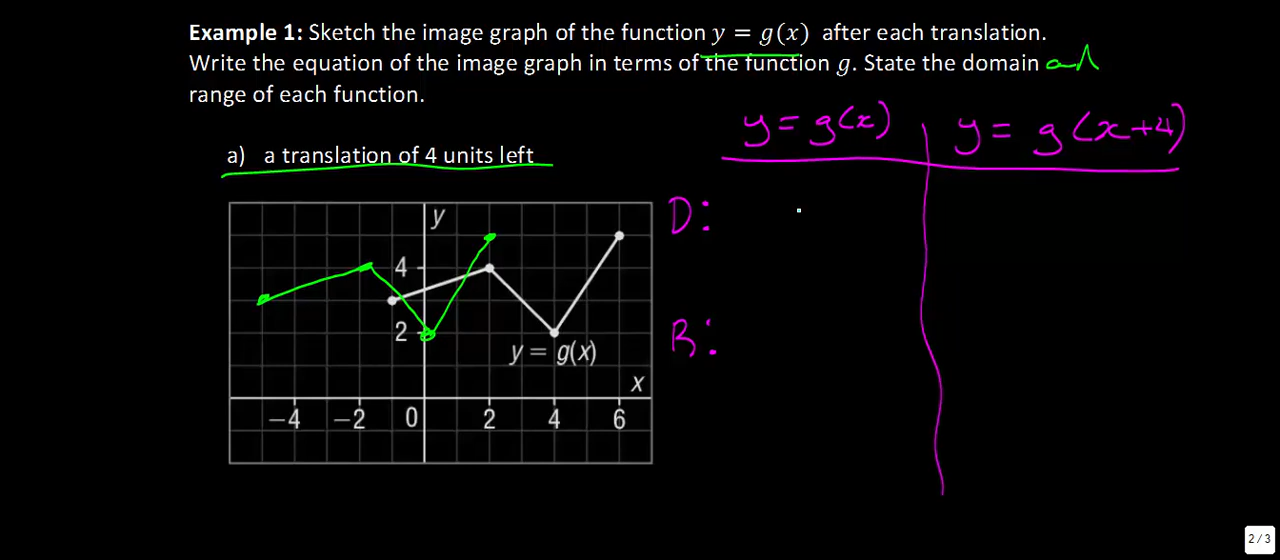 Example 1: Sketch the image graph of the function y = g(x) after each translation.
Write the equation of the image graph in terms of the function g. State the domain and
range of each function.
y = g(x) y = g(x+4)
a) a translation of 4 units left
D:
y
4
2
R:
y = g(x)
x
−4 −2 0 2 4 6
2 / 3